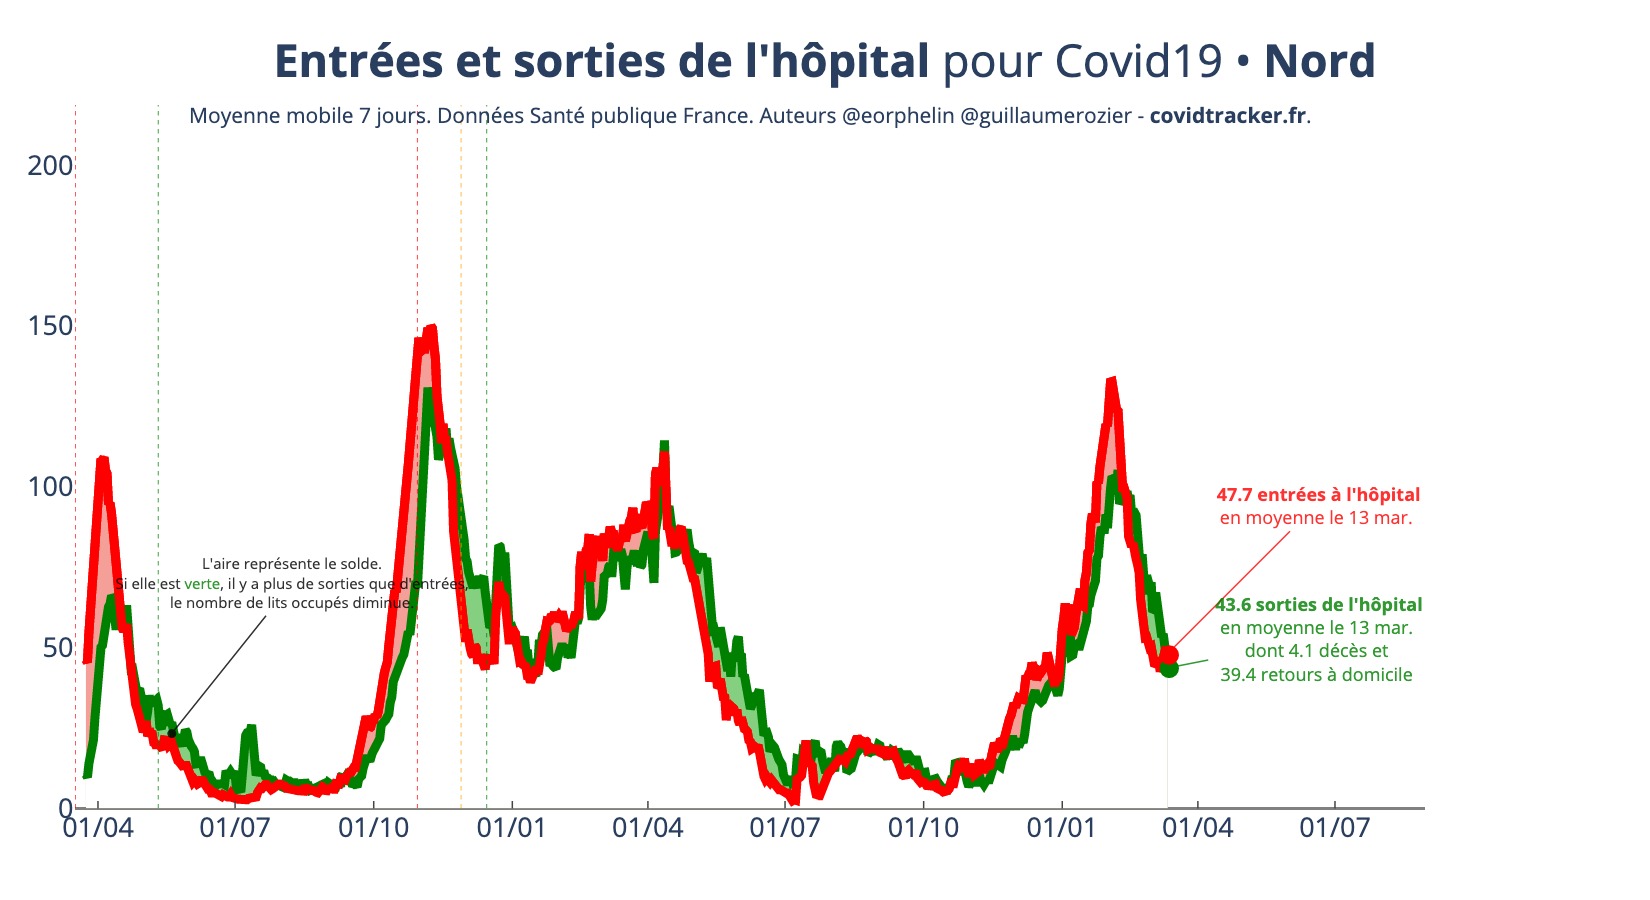 Entrées et sorties de l'hôpital pour Covid19 • Nord
Moyenne mobile 7 jours. Données Santé publique France. Auteurs @eorphelin @guillaumerozier - covidtracker.fr.
200
150
100
50
0
47.7 entrées à l'hôpital
en moyenne le 13 mar.
L'aire représente le solde.
Si elle est verte, il y a plus de sorties que d'entrées,
le nombre de lits occupés diminue.
43.6 sorties de l'hôpital
en moyenne le 13 mar.
dont 4.1 décès et
39.4 retours à domicile
01/04 01/07 01/10 01/01 01/04 01/07 01/10 01/01 01/04 01/07